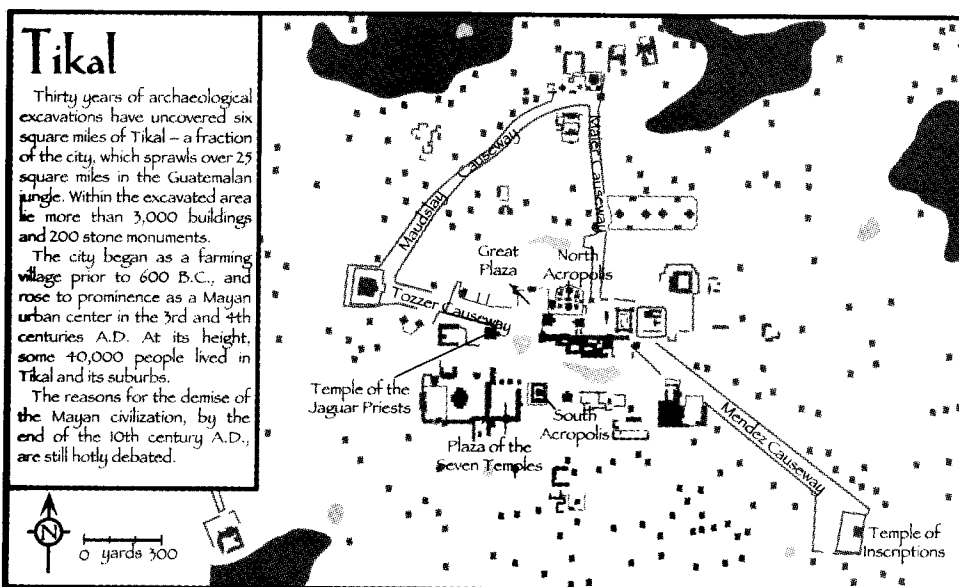 Tikal
Thirty years of archaeological
excavations have uncovered six
square miles of Tikal – a fraction
of the city, which sprawls over 25
square miles in the Guatemalan
jungle. Within the excavated area
lie more than 3,000 buildings
and 200 stone monuments.
The city began as a farming
village prior to 600 B.C., and
rose to prominence as a Mayan
urban center in the 3rd and 4th
centuries A.D. At its height,
some 40,000 people lived in
Tikal and its suburbs.
The reasons for the demise of
the Mayan civilization, by the
end of the 10th century A.D.,
are still hotly debated.
N
0 yards 300
Maudslay Causeway
Maler Causeway
Great
Plaza
North
Acropolis
Tozzer Causeway
Temple of the
Jaguar Priests
Plaza of the
Seven Temples
South
Acropolis
Mendez Causeway
Temple of
Inscriptions